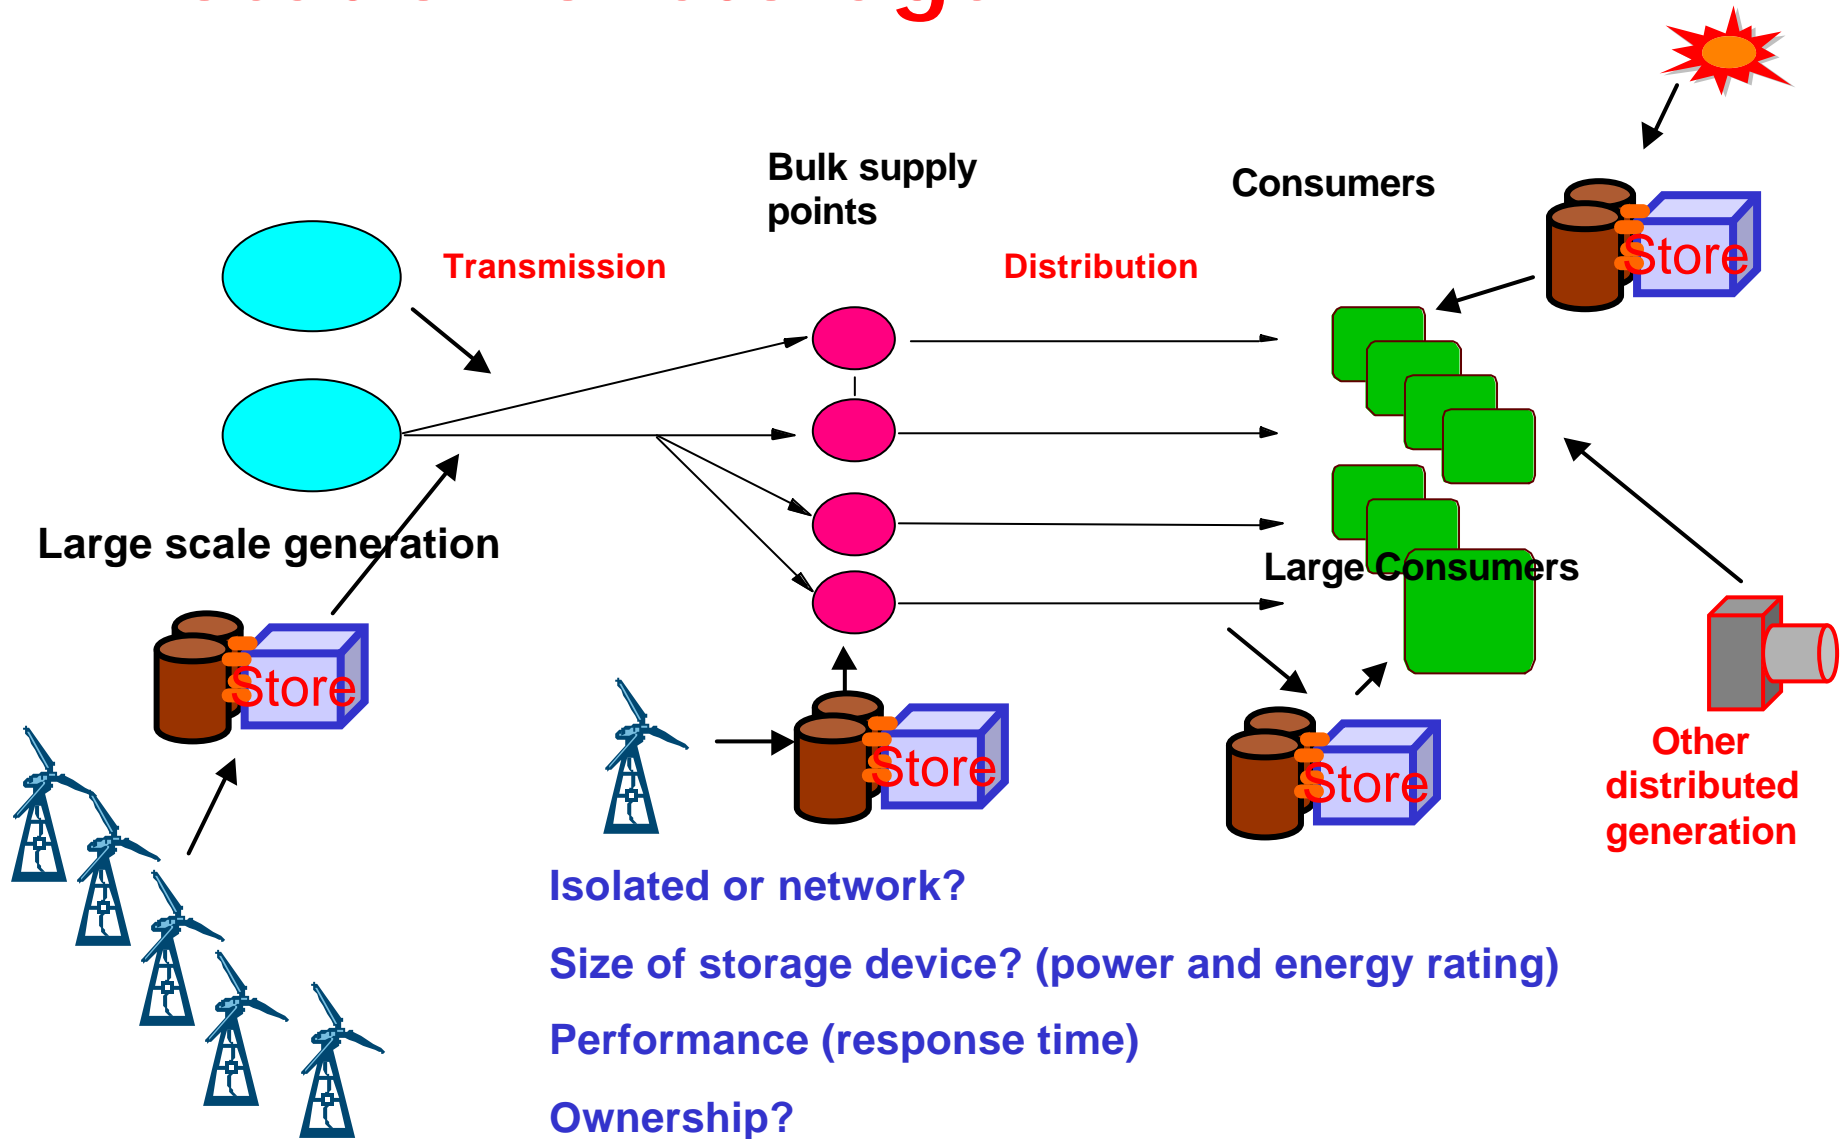 Bulk supply
points
Consumers
Transmission
Distribution
Store
Large scale generation
Large Consumers
Store
Store
Store
Other
distributed
generation
Isolated or network?
Size of storage device? (power and energy rating)
Performance (response time)
Ownership?